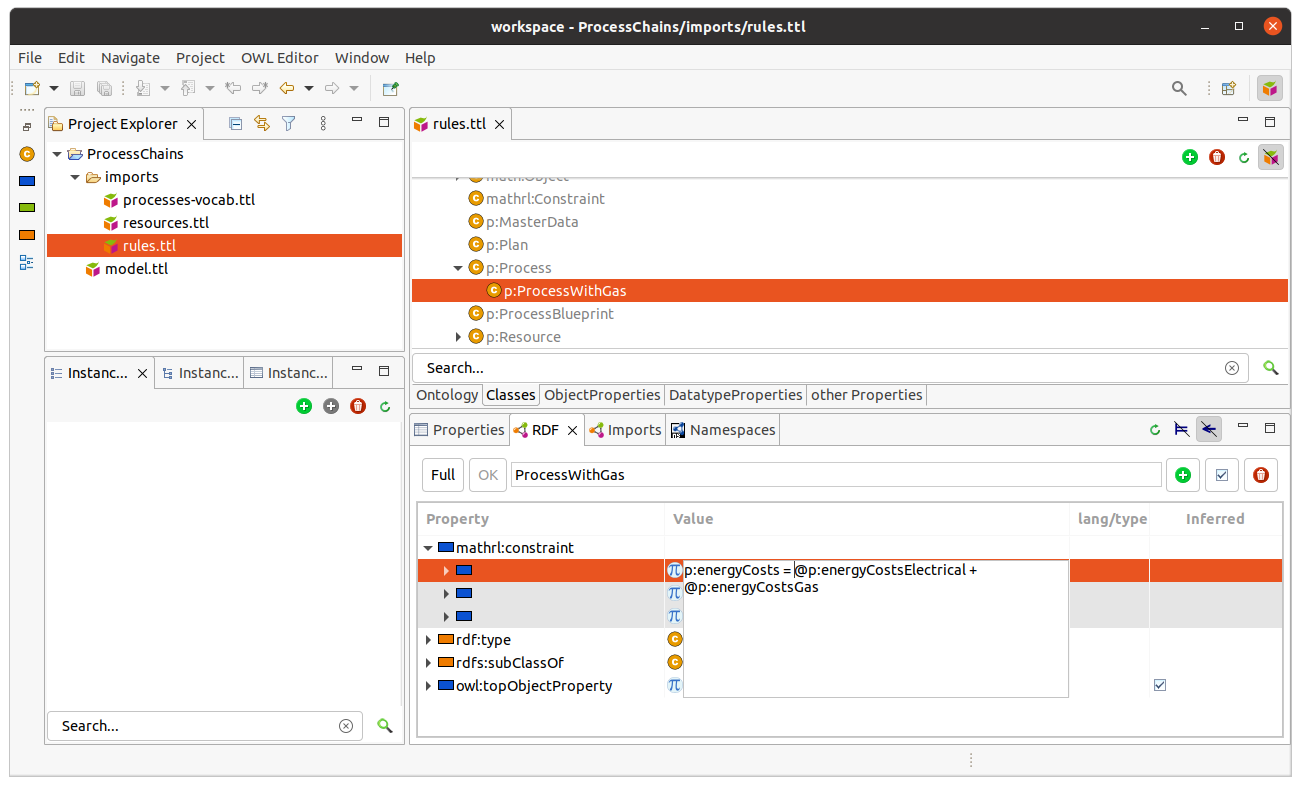 workspace - ProcessChains/imports/rules.ttl
File Edit Navigate Project OWL Editor Window Help
Project Explorer
ProcessChains
imports
processes-vocab.ttl
resources.ttl
rules.ttl
model.ttl
Instanc... Instanc... Instanc...
Search...
rules.ttl
math:Object
mathrl:Constraint
p:MasterData
p:Plan
p:Process
p:ProcessWithGas
p:ProcessBlueprint
p:Resource
Search...
Ontology Classes ObjectProperties DatatypeProperties other Properties
Properties RDF Imports Namespaces
Full OK ProcessWithGas
Property Value lang/type Inferred
mathrl:constraint
p:energyCosts = @p:energyCostsElectrical +
@p:energyCostsGas
rdf:type
rdfs:subClassOf
owl:topObjectProperty